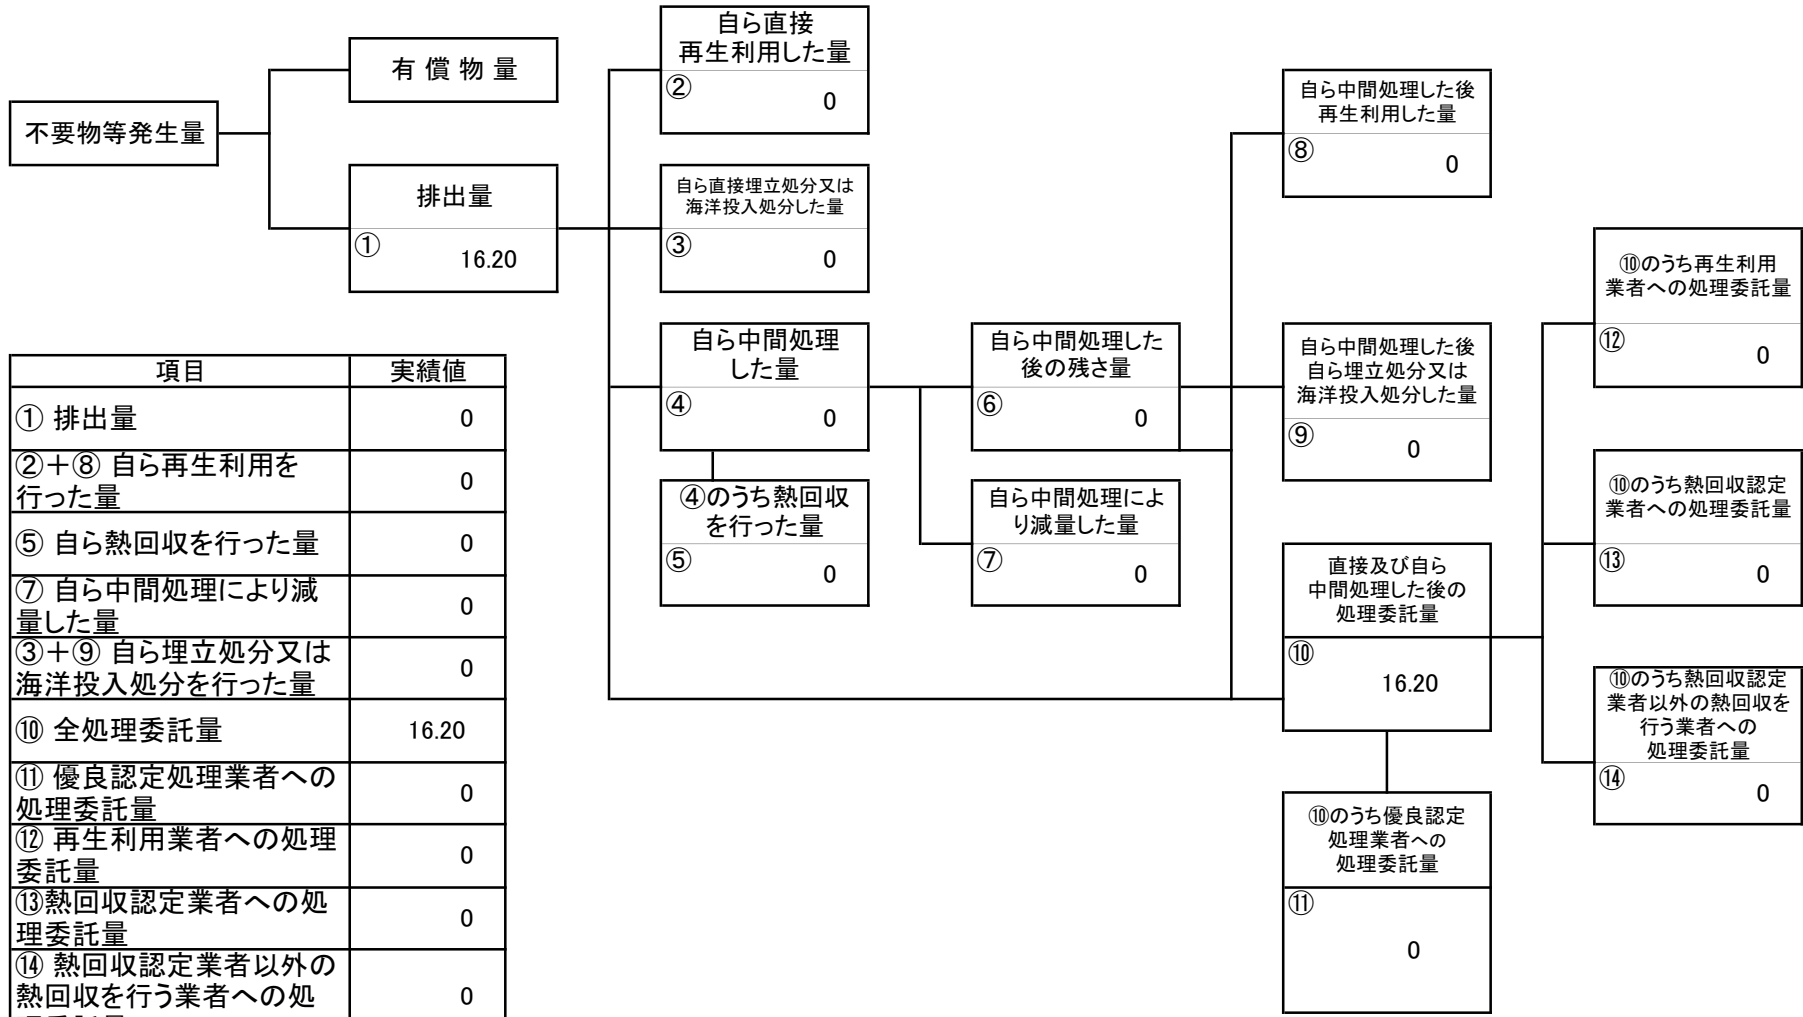 不要物等発生量
有 償 物 量
排出量
①
16.20
自ら直接
再生利用した量
②
0
自ら直接埋立処分又は
海洋投入処分した量
③
0
自ら中間処理
した量
④
0
④のうち熱回収
を行った量
⑤
0
自ら中間処理した
後の残さ量
⑥
0
自ら中間処理によ
り減量した量
⑦
0
自ら中間処理した後
再生利用した量
⑧
0
自ら中間処理した後
自ら埋立処分又は
海洋投入処分した量
⑨
0
直接及び自ら
中間処理した後の
処理委託量
⑩
16.20
⑩のうち優良認定
処理業者への
処理委託量
⑪
0
⑩のうち再生利用
業者への処理委託量
⑫
0
⑩のうち熱回収認定
業者への処理委託量
⑬
0
⑩のうち熱回収認定
業者以外の熱回収を
行う業者への
処理委託量
⑭
0
項目 実績値
① 排出量 0
②＋⑧ 自ら再生利用を
行った量 0
⑤ 自ら熱回収を行った量 0
⑦ 自ら中間処理により減
量した量 0
③＋⑨ 自ら埋立処分又は
海洋投入処分を行った量 0
⑩ 全処理委託量 16.20
⑪ 優良認定処理業者への
処理委託量 0
⑫ 再生利用業者への処理
委託量 0
⑬熱回収認定業者への処
理委託量 0
⑭ 熱回収認定業者以外の
熱回収を行う業者への処 0